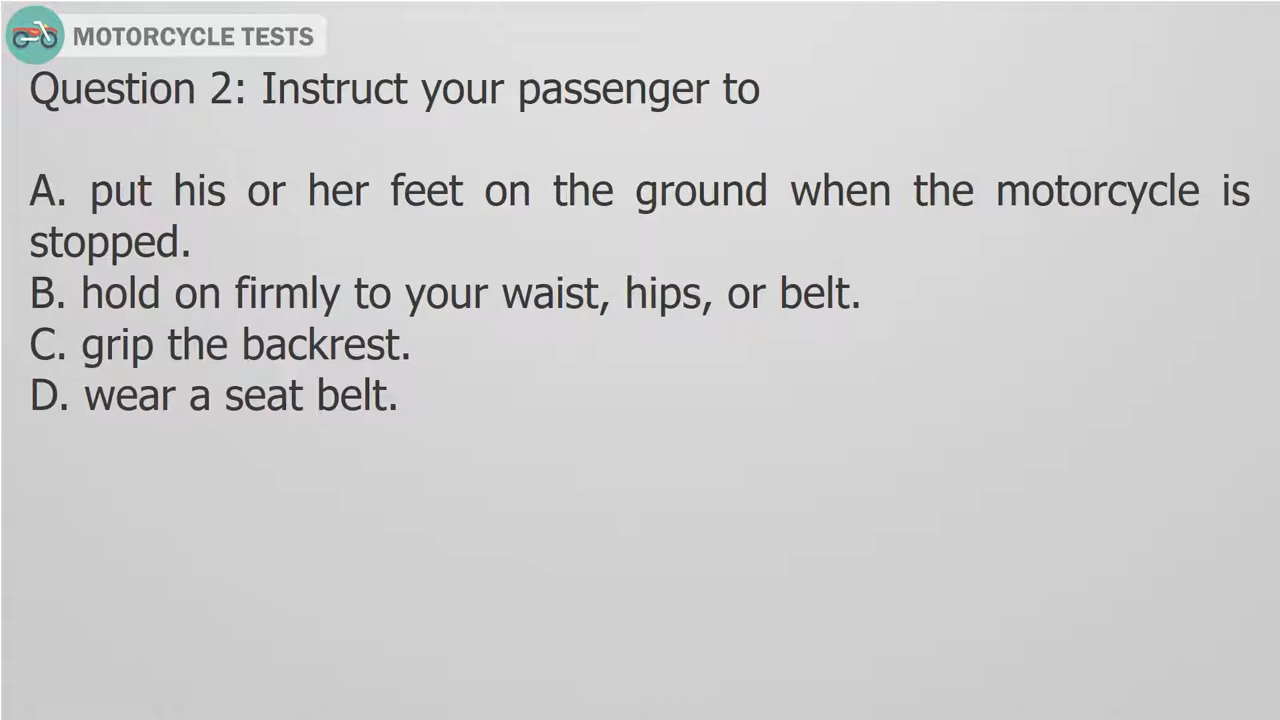 MOTORCYCLE TESTS
Question 2: Instruct your passenger to
A. put his or her feet on the ground when the motorcycle is
stopped.
B. hold on firmly to your waist, hips, or belt.
C. grip the backrest.
D. wear a seat belt.